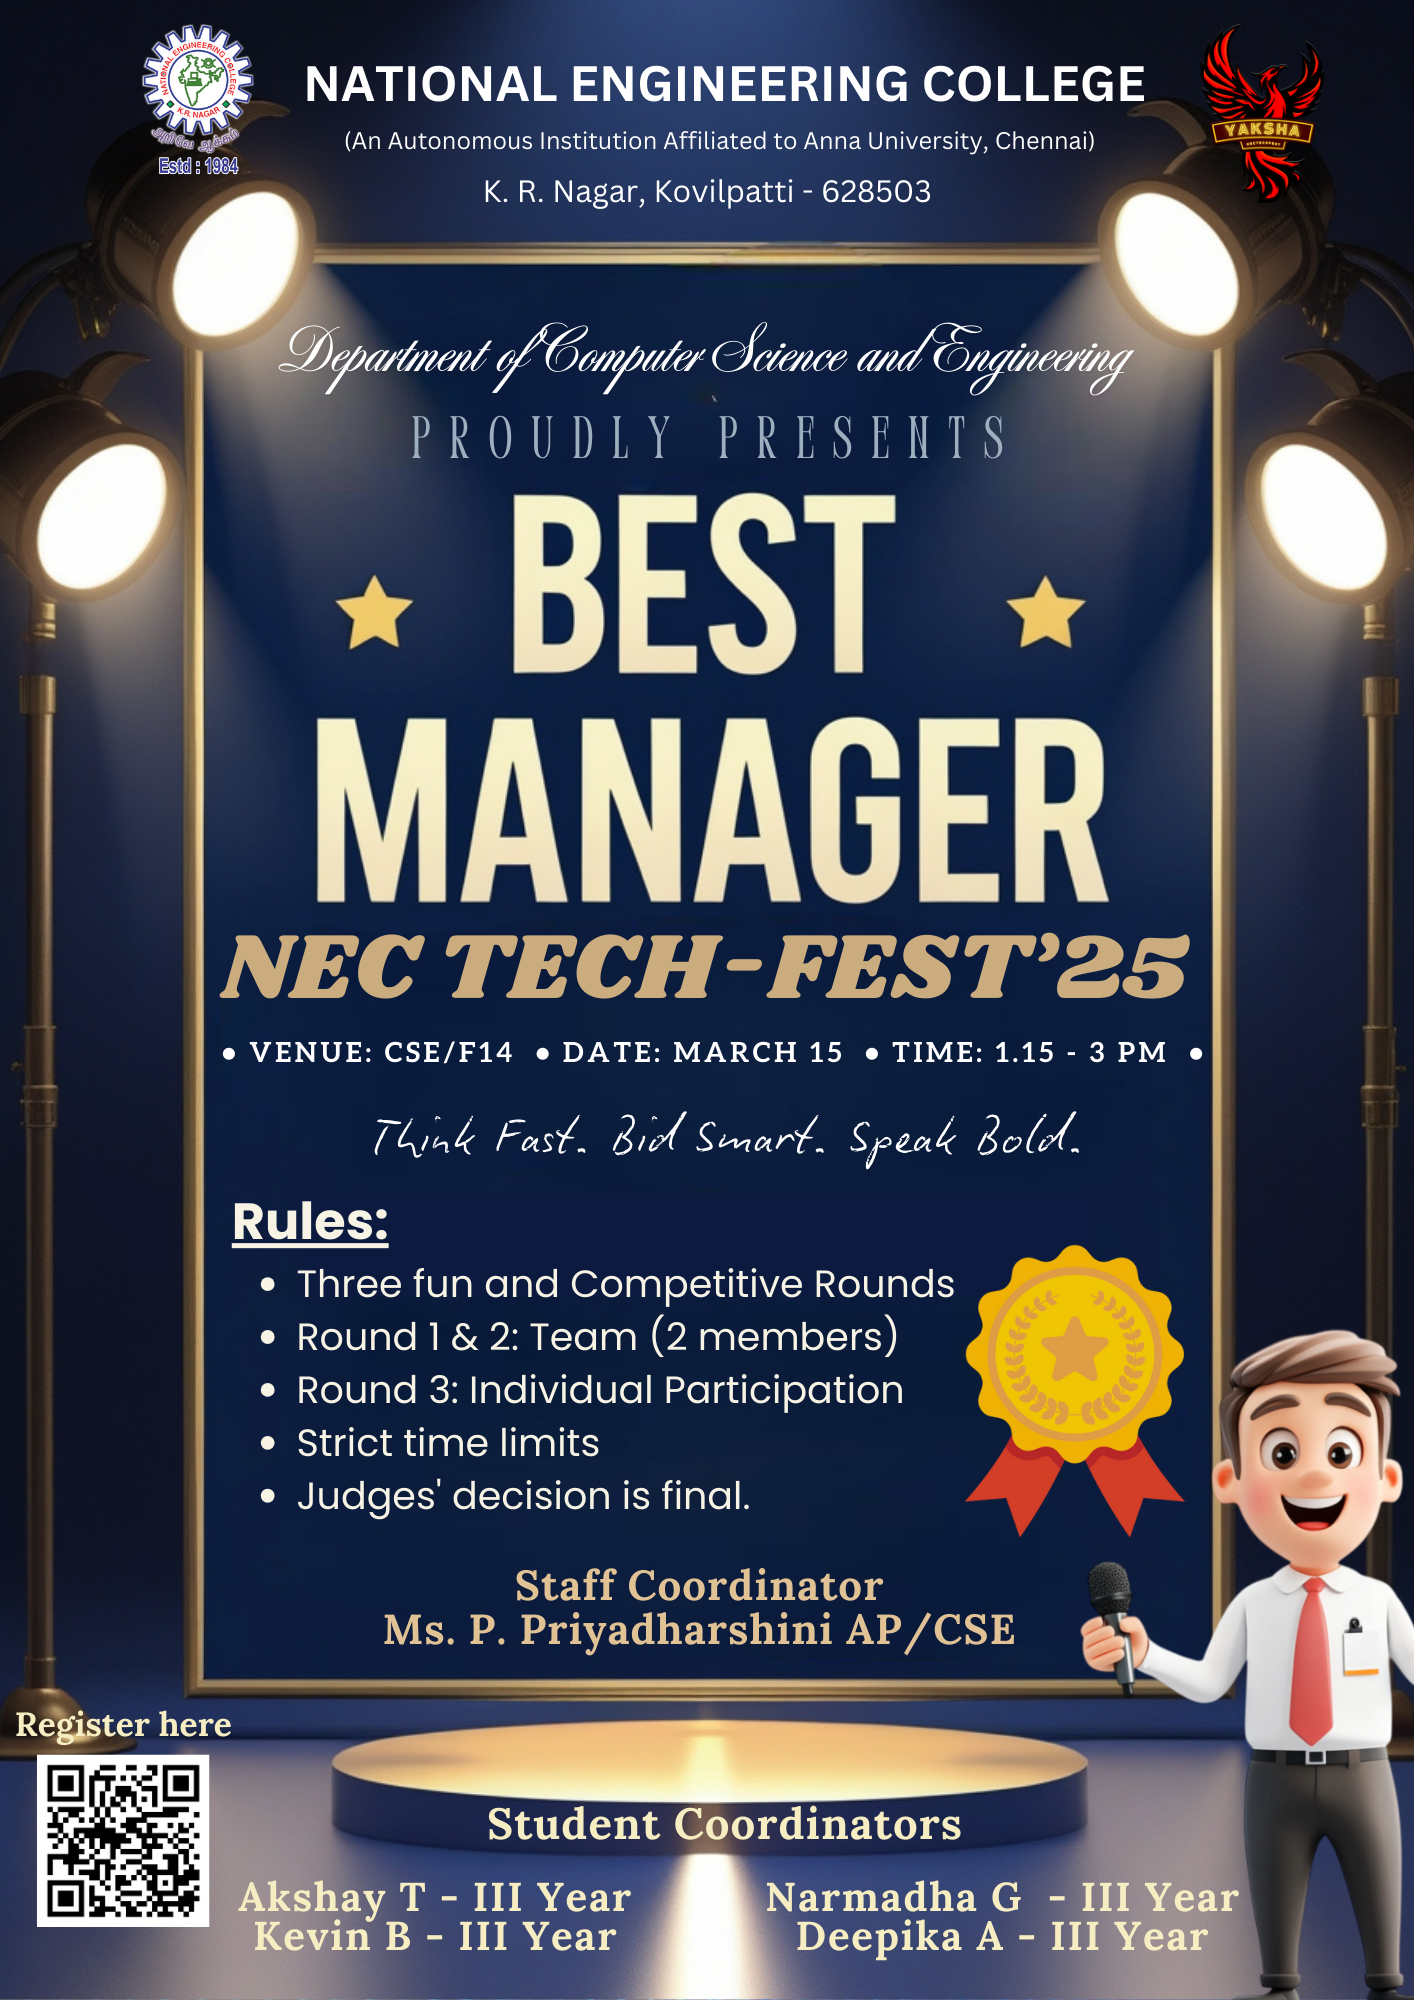 NATIONAL ENGINEERING COLLEGE
(An Autonomous Institution Affiliated to Anna University, Chennai)
K. R. Nagar, Kovilpatti - 628503
NATIONAL ENGINEERING COLLEGE
K.R. NAGAR
Estd : 1984
YAKSHA
Department of Computer Science and Engineering
PROUDLY PRESENTS
BEST
MANAGER
NEC TECH-FEST’25
• VENUE: CSE/F14 • DATE: MARCH 15 • TIME: 1.15 - 3 PM •
Think Fast. Bid Smart. Speak Bold.
Rules:
• Three fun and Competitive Rounds
• Round 1 & 2: Team (2 members)
• Round 3: Individual Participation
• Strict time limits
• Judges' decision is final.
Staff Coordinator
Ms. P. Priyadharshini AP/CSE
Register here
Student Coordinators
Akshay T - III Year
Kevin B - III Year
Narmadha G - III Year
Deepika A - III Year